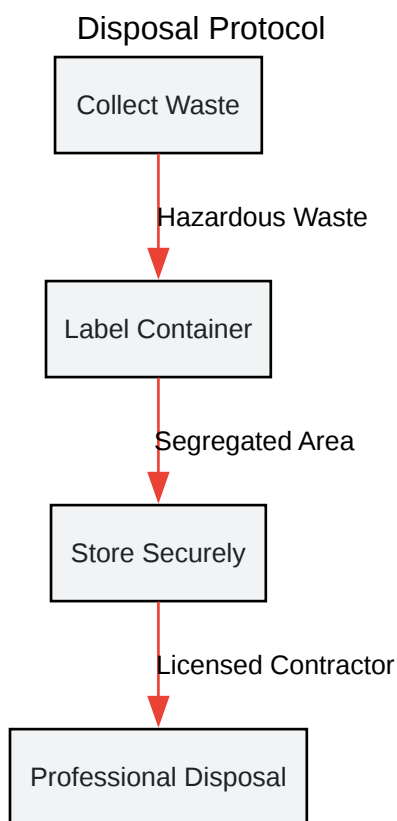 Disposal Protocol
Collect Waste
Hazardous Waste
Label Container
Segregated Area
Store Securely
Licensed Contractor
Professional Disposal